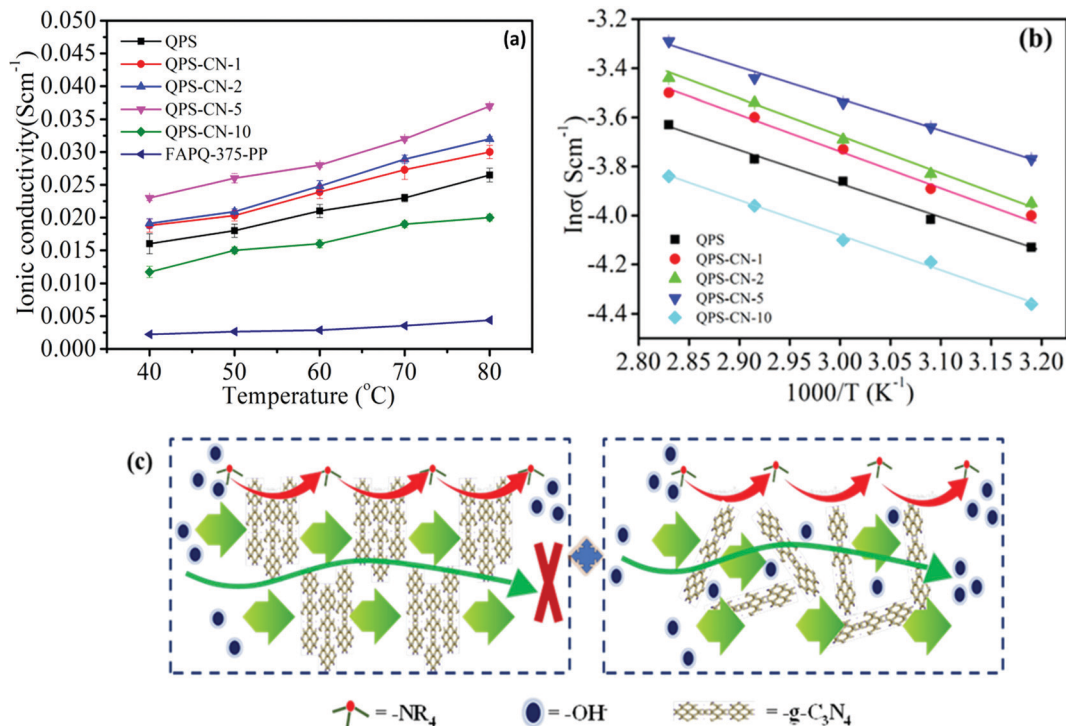 (a)
QPS
QPS-CN-1
QPS-CN-2
QPS-CN-5
QPS-CN-10
FAPQ-375-PP
Ionic conductivity(Scm⁻¹)
0.050
0.045
0.040
0.035
0.030
0.025
0.020
0.015
0.010
0.005
0.000
40
50
60
70
80
Temperature (°C)
(b)
lnσ( Scm⁻¹)
-3.2
-3.4
-3.6
-3.8
-4.0
-4.2
-4.4
QPS
QPS-CN-1
QPS-CN-2
QPS-CN-5
QPS-CN-10
2.80 2.85 2.90 2.95 3.00 3.05 3.10 3.15 3.20
1000/T (K⁻¹)
(c)
= -NR₄
= -OH⁻
= -g-C₃N₄